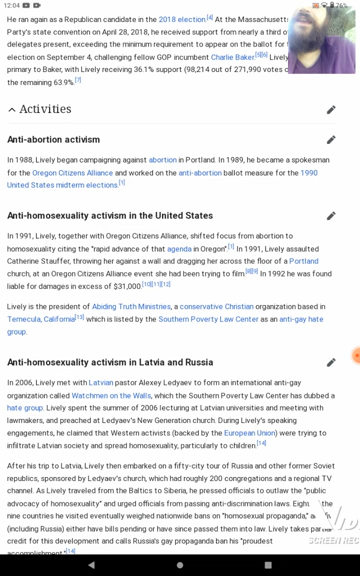 12:04
76%
He ran again as a Republican candidate in the 2018 election.[4] At the Massachusetts
Party's state convention on April 28, 2018, he received support from nearly a third o
delegates present, exceeding the minimum requirement to appear on the ballot for
election on September 4, challenging fellow GOP incumbent Charlie Baker.[5][6] Lively
primary to Baker, with Lively receiving 36.1% support (98,214 out of 271,990 votes c
the remaining 63.9%.[7]
Activities
Anti-abortion activism
In 1988, Lively began campaigning against abortion in Portland. In 1989, he became a spokesman
for the Oregon Citizens Alliance and worked on the anti-abortion ballot measure for the 1990
United States midterm elections.[1]
Anti-homosexuality activism in the United States
In 1991, Lively, together with Oregon Citizens, shifted focus from abortion to
homosexuality citing the "rapid advance of that agenda in Oregon".[1] In 1991, Lively assaulted
Catherine Stauffer, throwing her against a wall and dragging her across the floor of a Portland
church, at an Oregon Citizens Alliance event she had been trying to film.[8][9] In 1992 he was found
liable for damages in excess of $31,000.[10][11][12]
Lively is the president of Abiding Truth Ministries, a conservative Christian organization based in
Temecula, California[13] which is listed by the Southern Poverty Law Center as an anti-gay hate
group.
Anti-homosexuality activism in Latvia and Russia
In 2006, Lively met with Latvian pastor Alexey Ledyaev to form an international anti-gay
organization called Watchmen on the Walls, which the Southern Poverty Law Center has dubbed a
hate group. Lively spent the summer of 2006 lecturing at Latvian universities and meeting with
lawmakers, and preached at Ledyaev's New Generation church. During Lively's speaking
engagements, he claimed that Western activists (backed by the European Union) were trying to
infiltrate Latvian society and spread homosexuality, particularly to children.[14]
After his trip to Latvia, Lively then embarked on a fifty-city tour of Russia and other former Soviet
republics, sponsored by Ledyaev's church, which had roughly 200 congregations and a regional TV
channel. As Lively traveled from the Baltics to Siberia, he pressed officials to outlaw the "public
advocacy of homosexuality" and urged officials from passing anti-discrimination laws. Eigh
the
nine countries he visited eventually weighed nationwide bans on "homosexual propaganda,"
(including Russia) either have bills pending or have since passed them into law. Lively takes
credit for this development and calls Russia's gay propaganda ban his "proudest
accomplishment".[14]
SCREEN REC